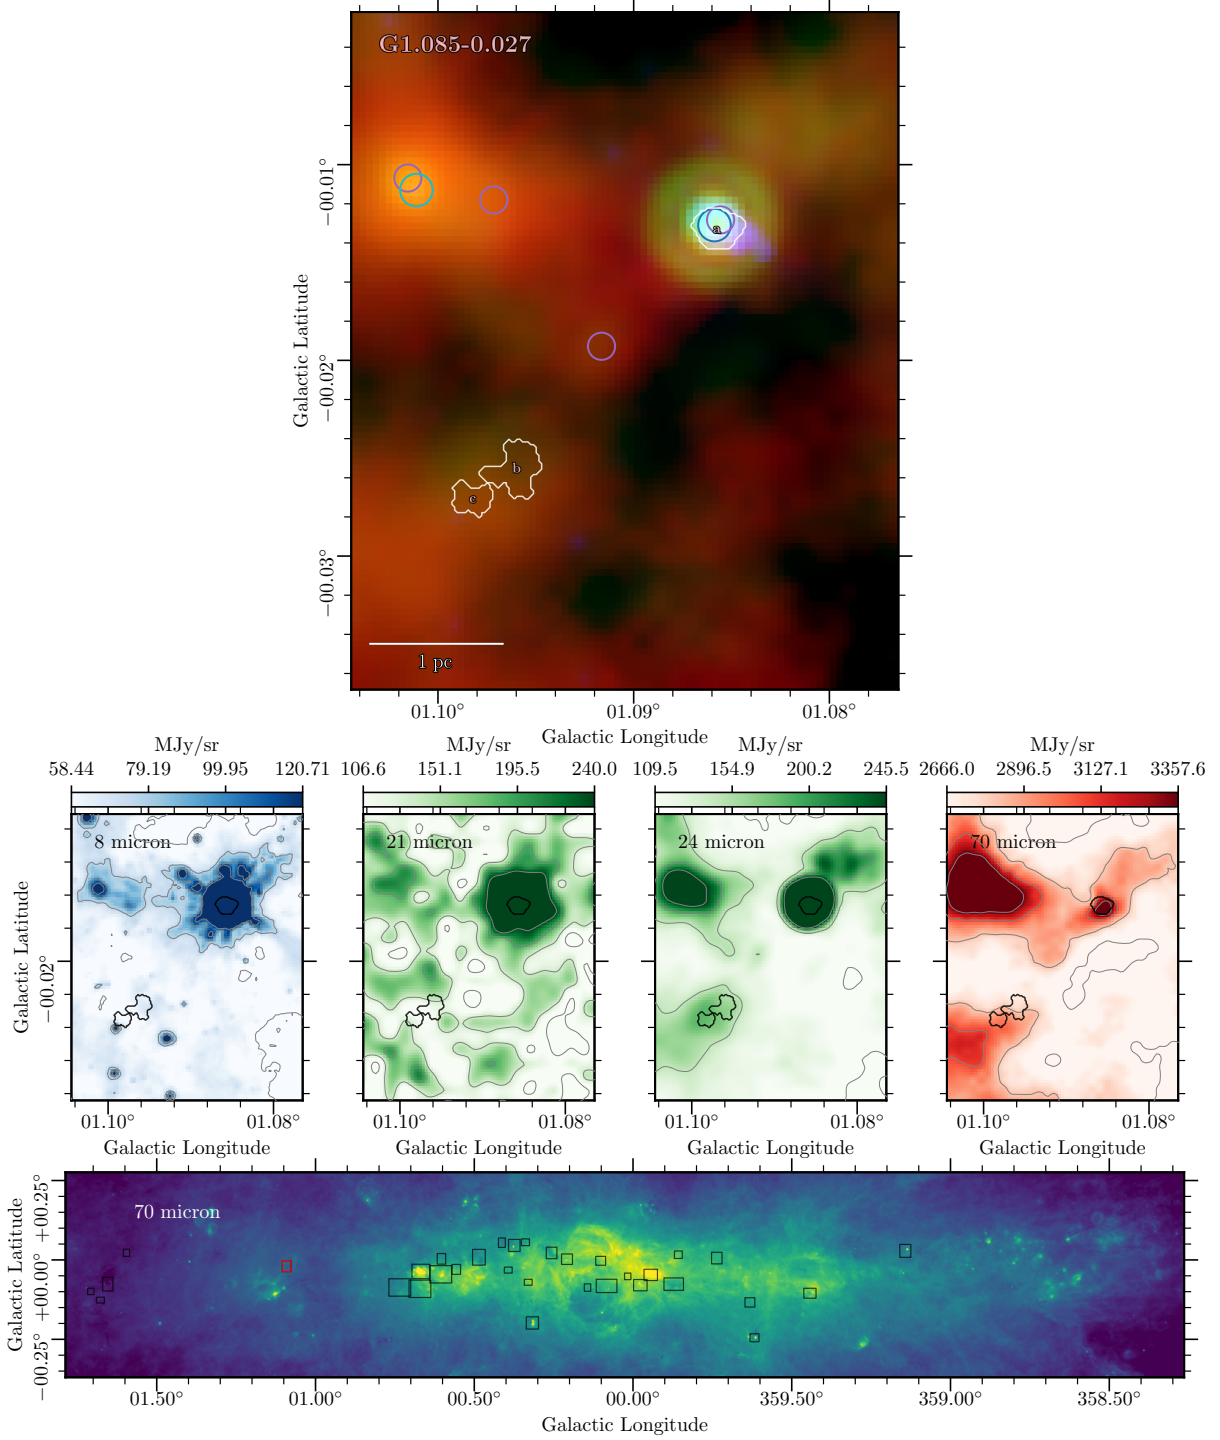 G1.085-0.027
−00.01°
−00.02°
−00.03°
Galactic Latitude
a
b
c
1 pc
01.10° 01.09° 01.08°
Galactic Longitude
MJy/sr MJy/sr MJy/sr MJy/sr
58.44 79.19 99.95 120.71 106.6 151.1 195.5 240.0 109.5 154.9 200.2 245.5 2666.0 2896.5 3127.1 3357.6
8 micron 21 micron 24 micron 70 micron
Galactic Latitude
−00.02°
01.10° 01.08° 01.10° 01.08° 01.10° 01.08° 01.10° 01.08°
Galactic Longitude Galactic Longitude Galactic Longitude Galactic Longitude
70 micron
Galactic Latitude
+00.25°
+00.00°
−00.25°
01.50° 01.00° 00.50° 00.00° 359.50° 359.00° 358.50°
Galactic Longitude